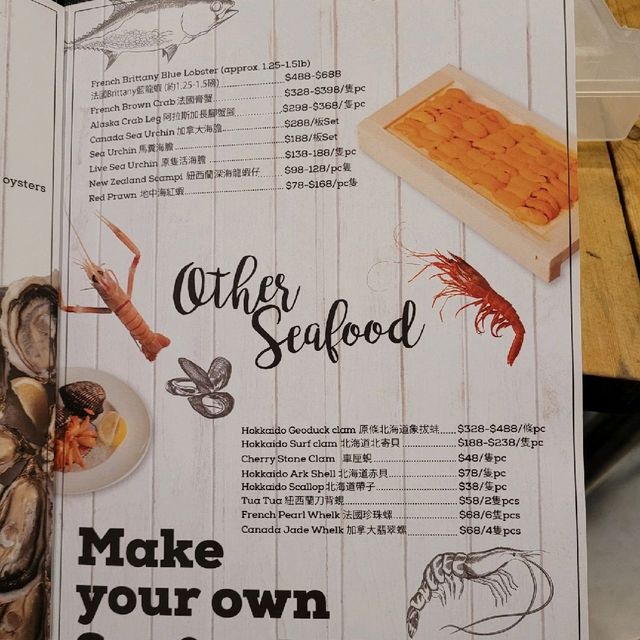 French Brittany Blue Lobster (approx. 1.25-1.5lb)
法國Brittany藍龍蝦 (約1.25-1.5磅) $488-$688
French Brown Crab 法國膏蟹 $328-$398/隻pc
Alaska Crab Leg 阿拉斯加長腳蟹腳 $298-$368/隻pc
Canada Sea Urchin 加拿大海膽 $288/板Set
Sea Urchin 馬糞海膽 $188/板Set
Live Sea Urchin 原隻活海膽 $138-188/隻pc
New Zealand Scampi 紐西蘭深海龍蝦仔 $98-128/pc隻
Red Prawn 地中海紅蝦 $78-$168/pc隻
oysters
Other
Seafood
Hokkaido Geoduck clam 原條北海道象拔蚌 $328-$488/條pc
Hokkaido Surf clam 北海道北寄貝 $188-$238/隻pc
Cherry Stone Clam 車厘蜆 $48/隻pc
Hokkaido Ark Shell 北海道赤貝 $78/隻pc
Hokkaido Scallop 北海道帶子 $38/隻pc
Tua Tua 紐西蘭刀背蜆 $58/2隻pcs
French Pearl Whelk 法國珍珠螺 $68/6隻pcs
Canada Jade Whelk 加拿大翡翠螺 $68/4隻pcs
Make
your own